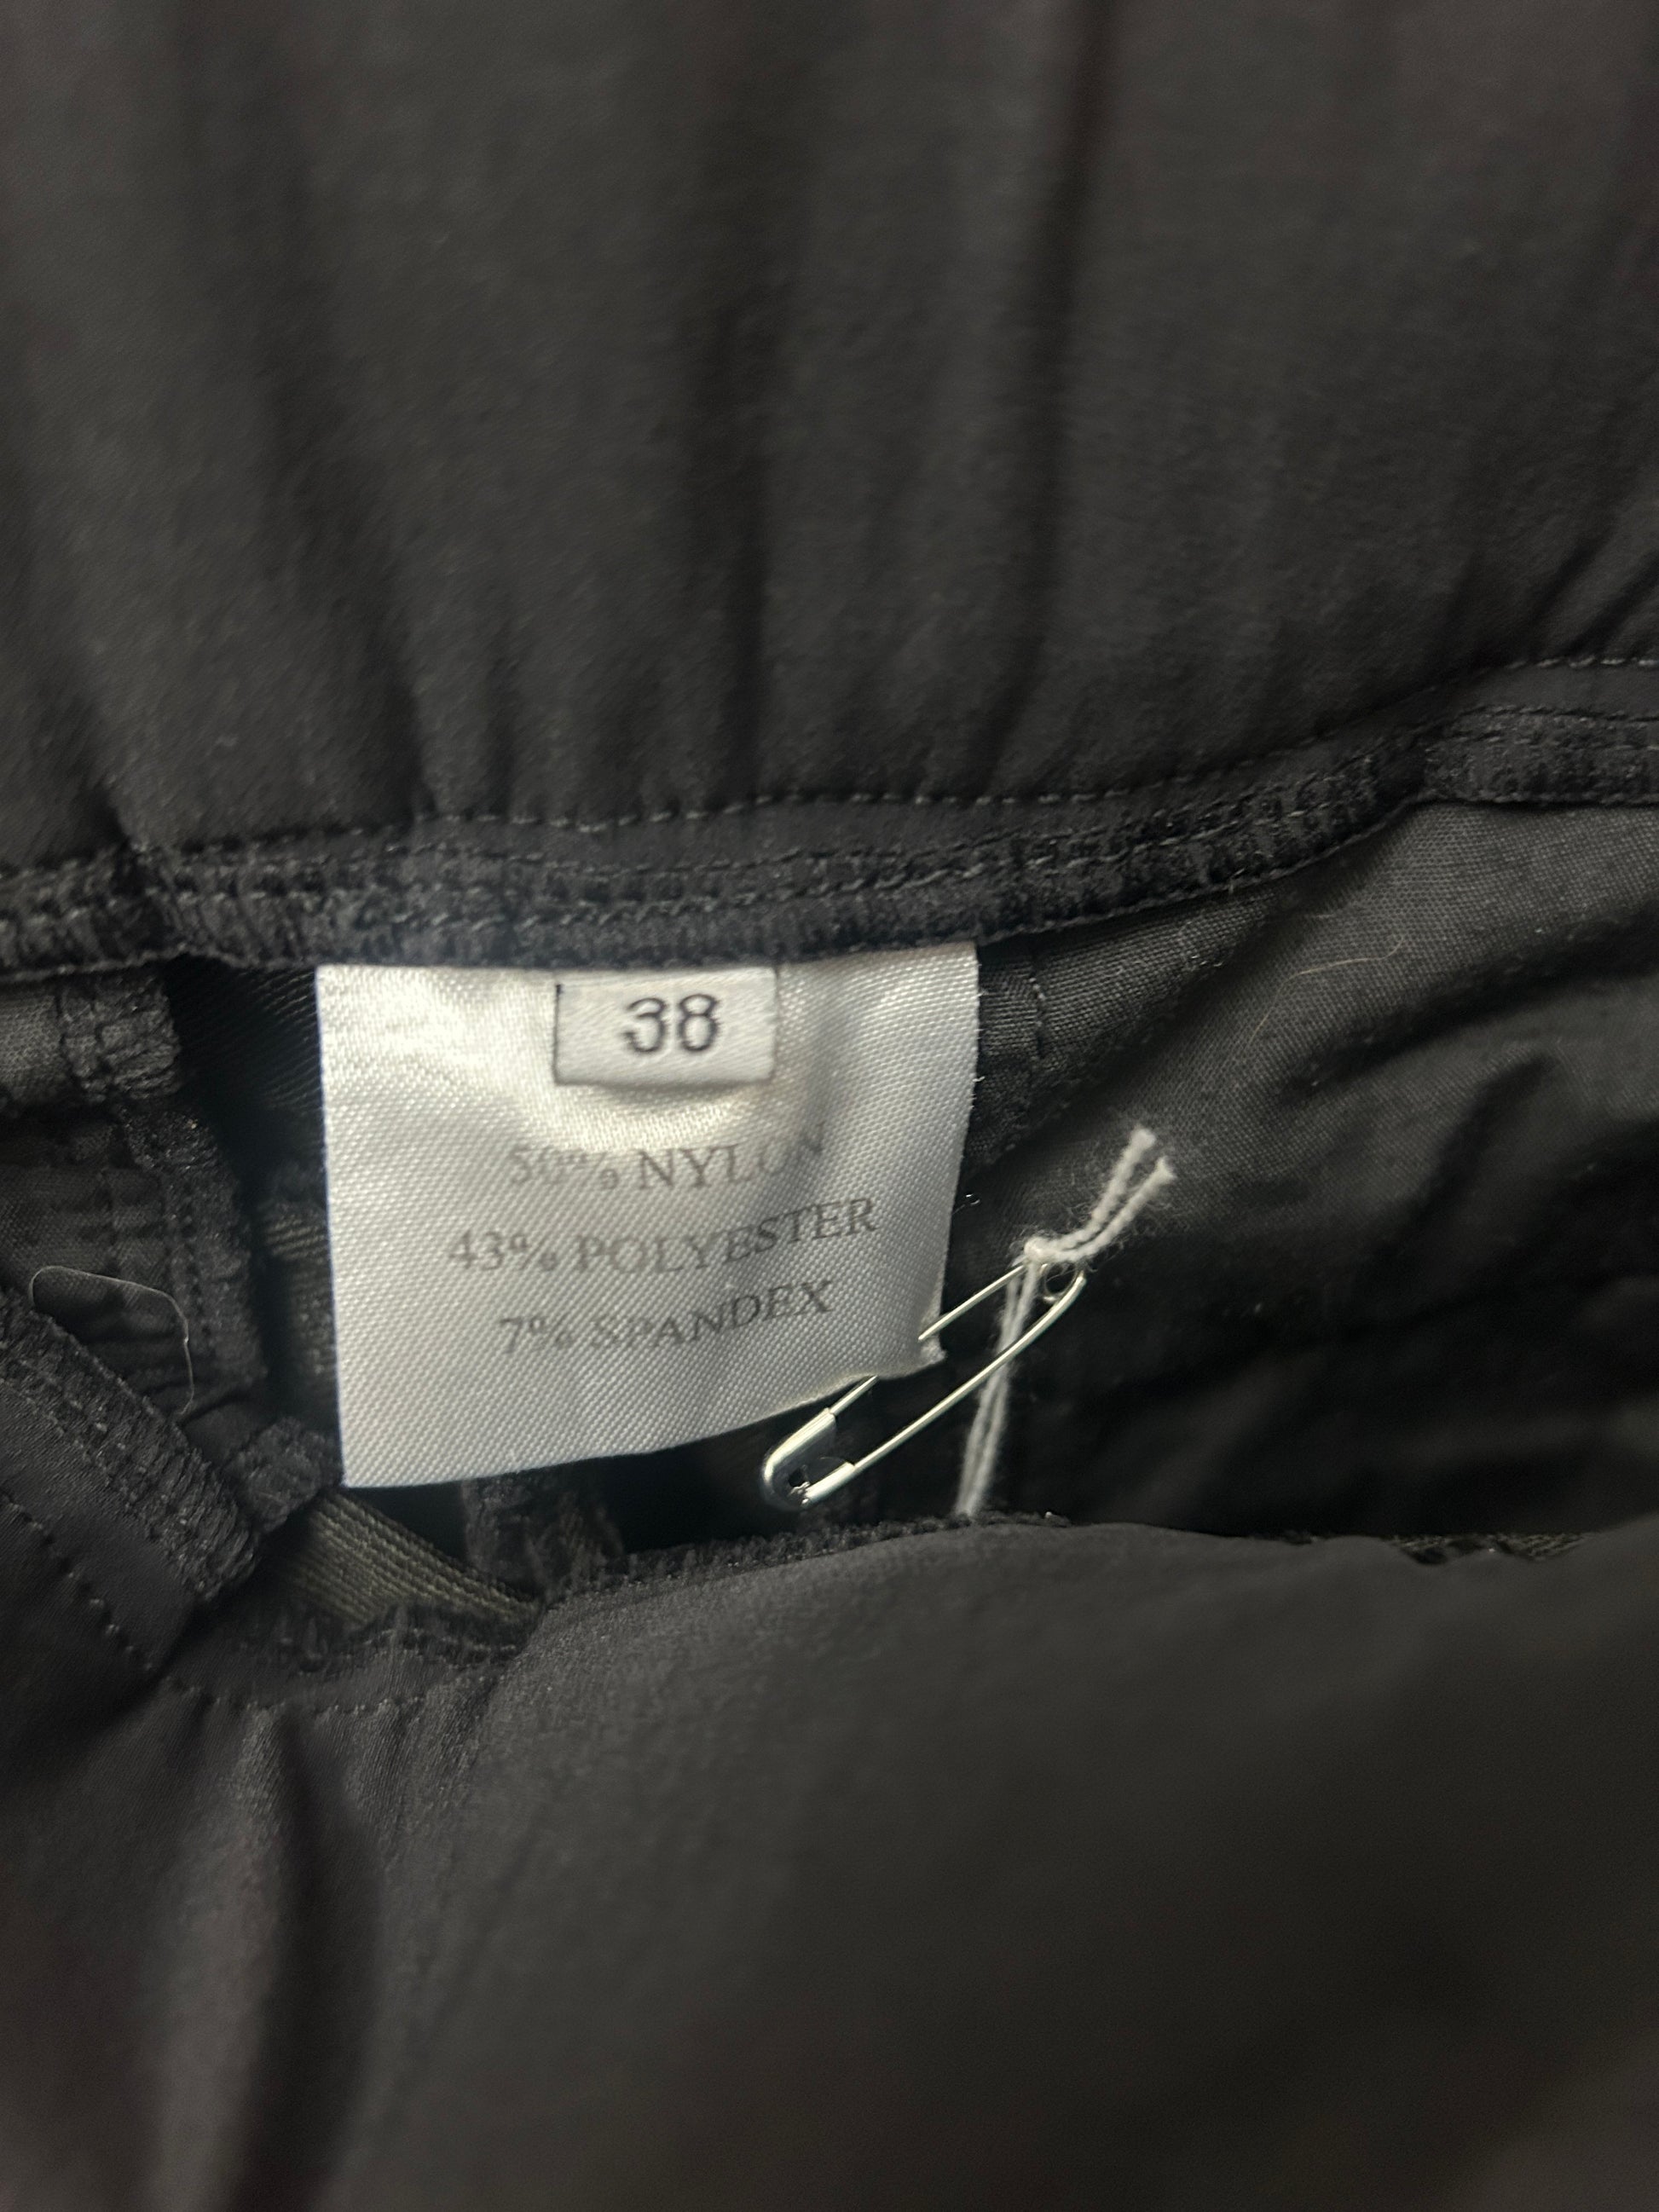 38
50% NYLON
43% POLYESTER
7% SPANDEX